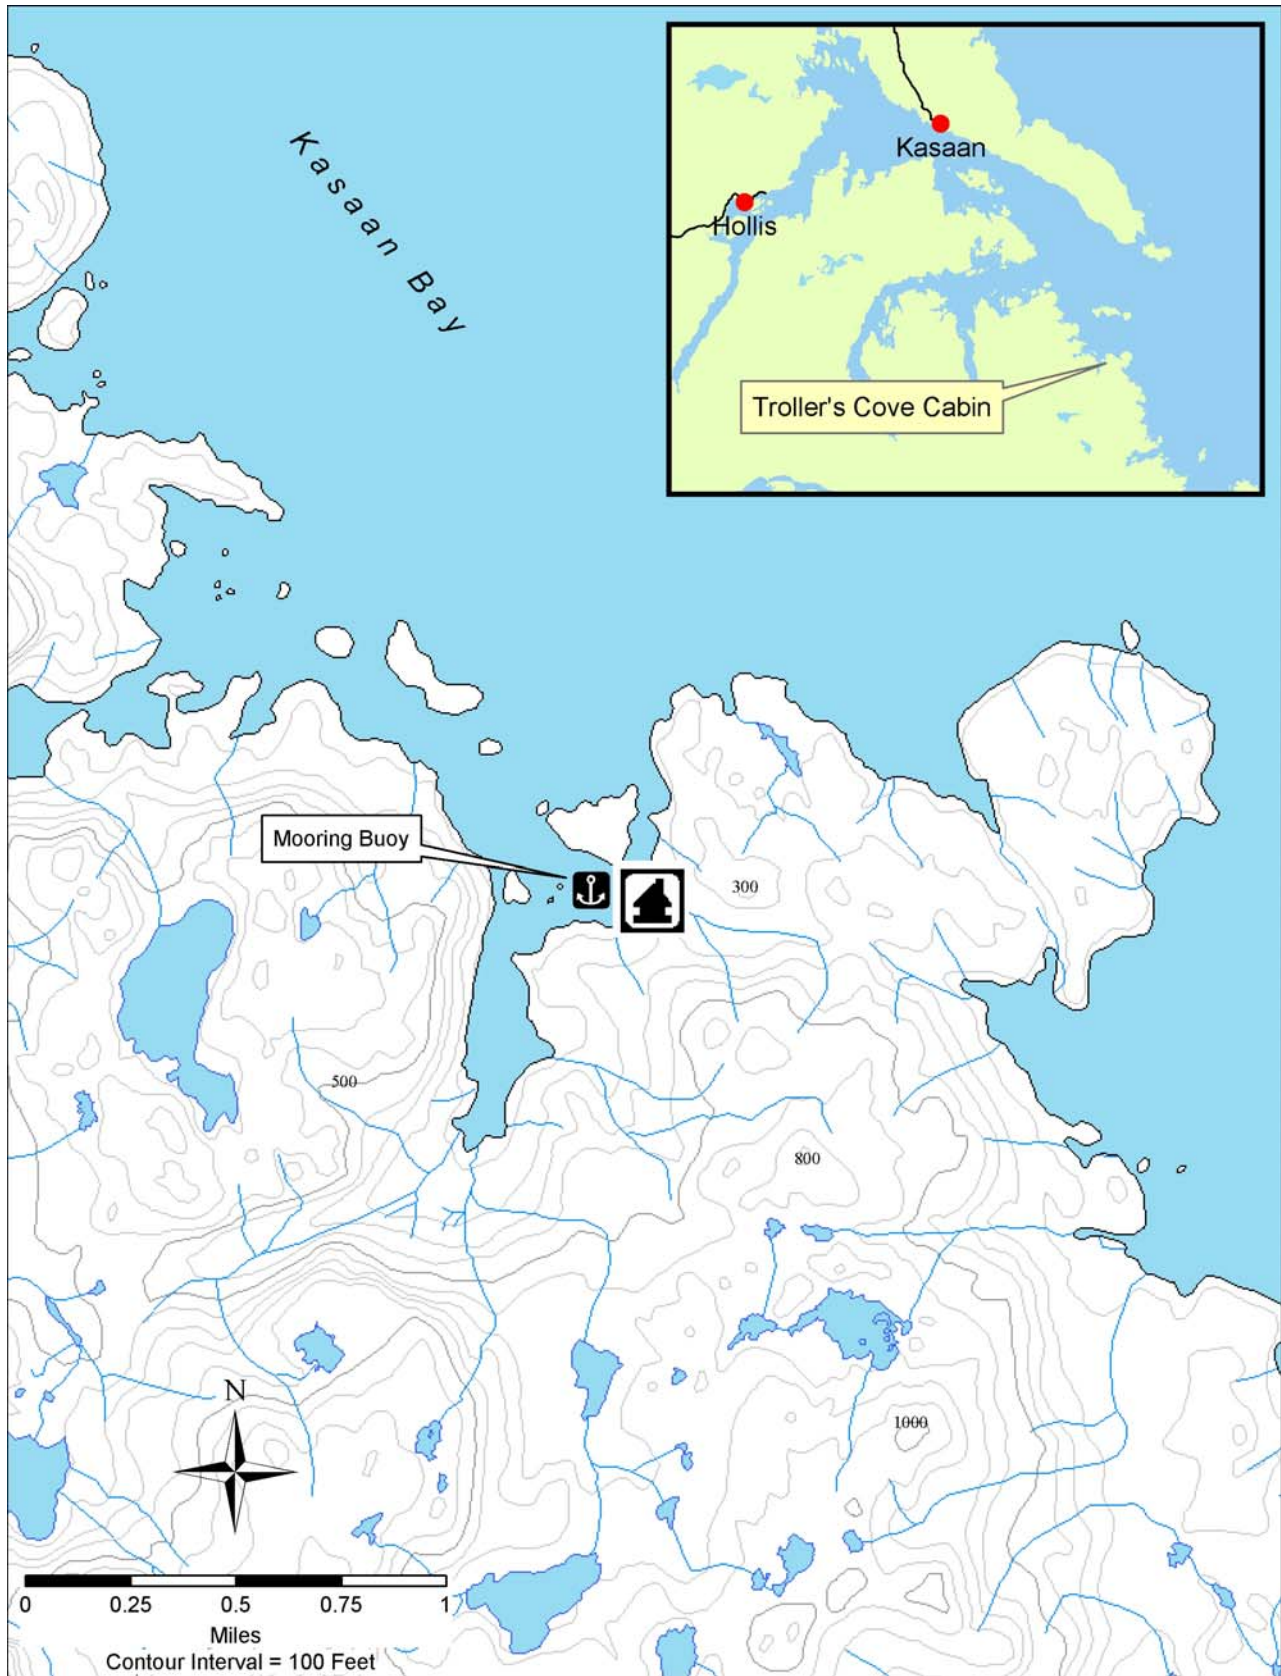 Kasaan Bay
Kasaan
Hollis
Troller's Cove Cabin
Mooring Buoy
300
500
800
1000
N
0 0.25 0.5 0.75 1
Miles
Contour Interval = 100 Feet